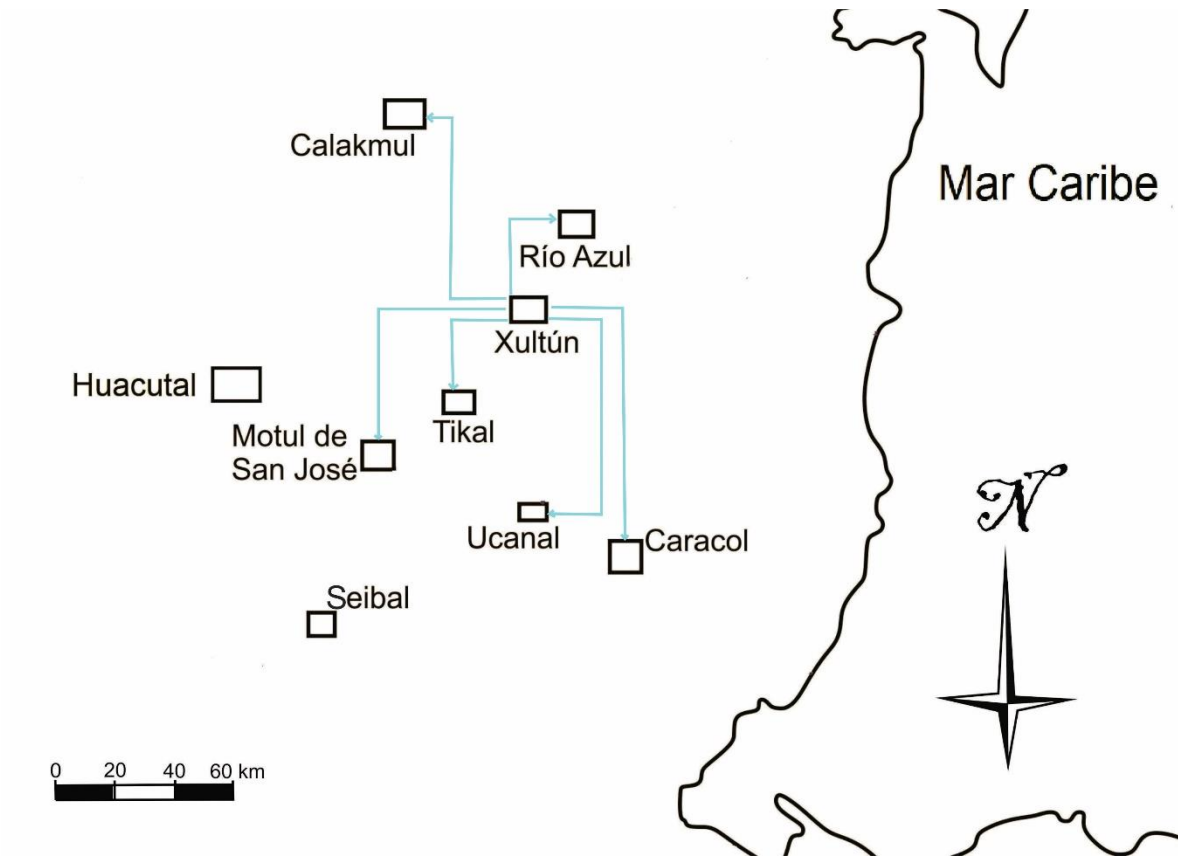 Calakmul
Mar Caribe
Río Azul
Xultún
Huacutal
Tikal
Motul de
San José
Ucanal
Caracol
Seibal
N
0 20 40 60 km